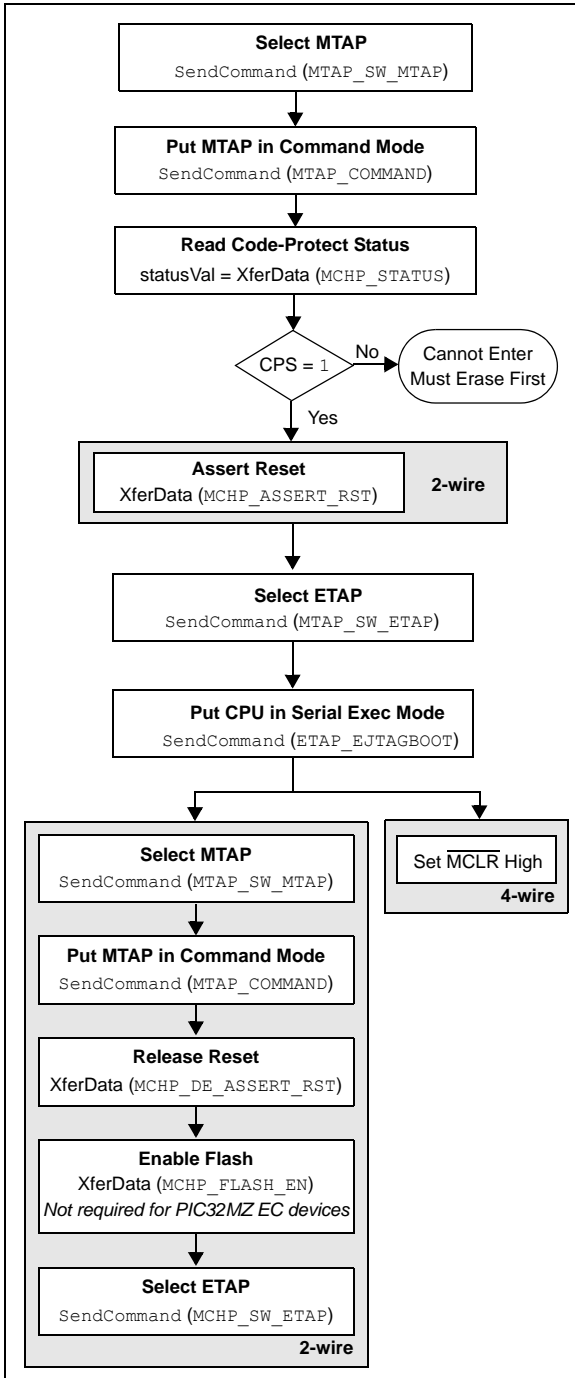 Select MTAP
SendCommand (MTAP_SW_MTAP)
Put MTAP in Command Mode
SendCommand (MTAP_COMMAND)
Read Code-Protect Status
statusVal = XferData (MCHP_STATUS)
CPS = 1
No
Cannot Enter
Must Erase First
Yes
Assert Reset
XferData (MCHP_ASSERT_RST)
2-wire
Select ETAP
SendCommand (MTAP_SW_ETAP)
Put CPU in Serial Exec Mode
SendCommand (ETAP_EJTAGBOOT)
Select MTAP
SendCommand (MTAP_SW_MTAP)
Put MTAP in Command Mode
SendCommand (MTAP_COMMAND)
Release Reset
XferData (MCHP_DE_ASSERT_RST)
Enable Flash
XferData (MCHP_FLASH_EN)
Not required for PIC32MZ EC devices
Select ETAP
SendCommand (MCHP_SW_ETAP)
2-wire
Set M̅C̅L̅R̅ High
4-wire